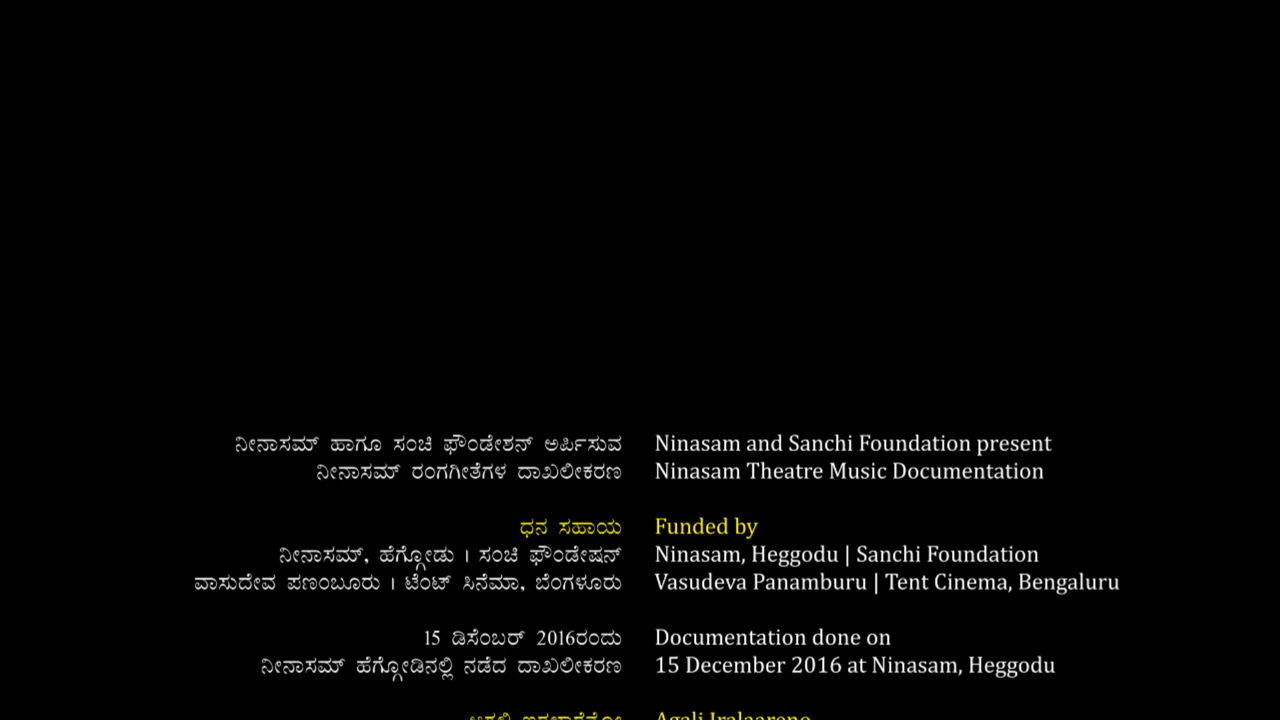 ನೀನಾಸಮ್ ಹಾಗೂ ಸಂಚಿ ಫೌಂಡೇಶನ್ ಅರ್ಪಿಸುವ Ninasam and Sanchi Foundation present
ನೀನಾಸಮ್ ರಂಗಗೀತೆಗಳ ದಾಖಲೀಕರಣ Ninasam Theatre Music Documentation
ಧನ ಸಹಾಯ Funded by
ನೀನಾಸಮ್, ಹೆಗ್ಗೋಡು । ಸಂಚಿ ಫೌಂಡೇಷನ್ Ninasam, Heggodu | Sanchi Foundation
ವಾಸುದೇವ ಪಣಂಬೂರು । ಟೆಂಟ್ ಸಿನೆಮಾ, ಬೆಂಗಳೂರು Vasudeva Panamburu | Tent Cinema, Bengaluru
15 ಡಿಸೆಂಬರ್ 2016ರಂದು Documentation done on
ನೀನಾಸಮ್ ಹೆಗ್ಗೋಡಿನಲ್ಲಿ ನಡೆದ ದಾಖಲೀಕರಣ 15 December 2016 at Ninasam, Heggodu